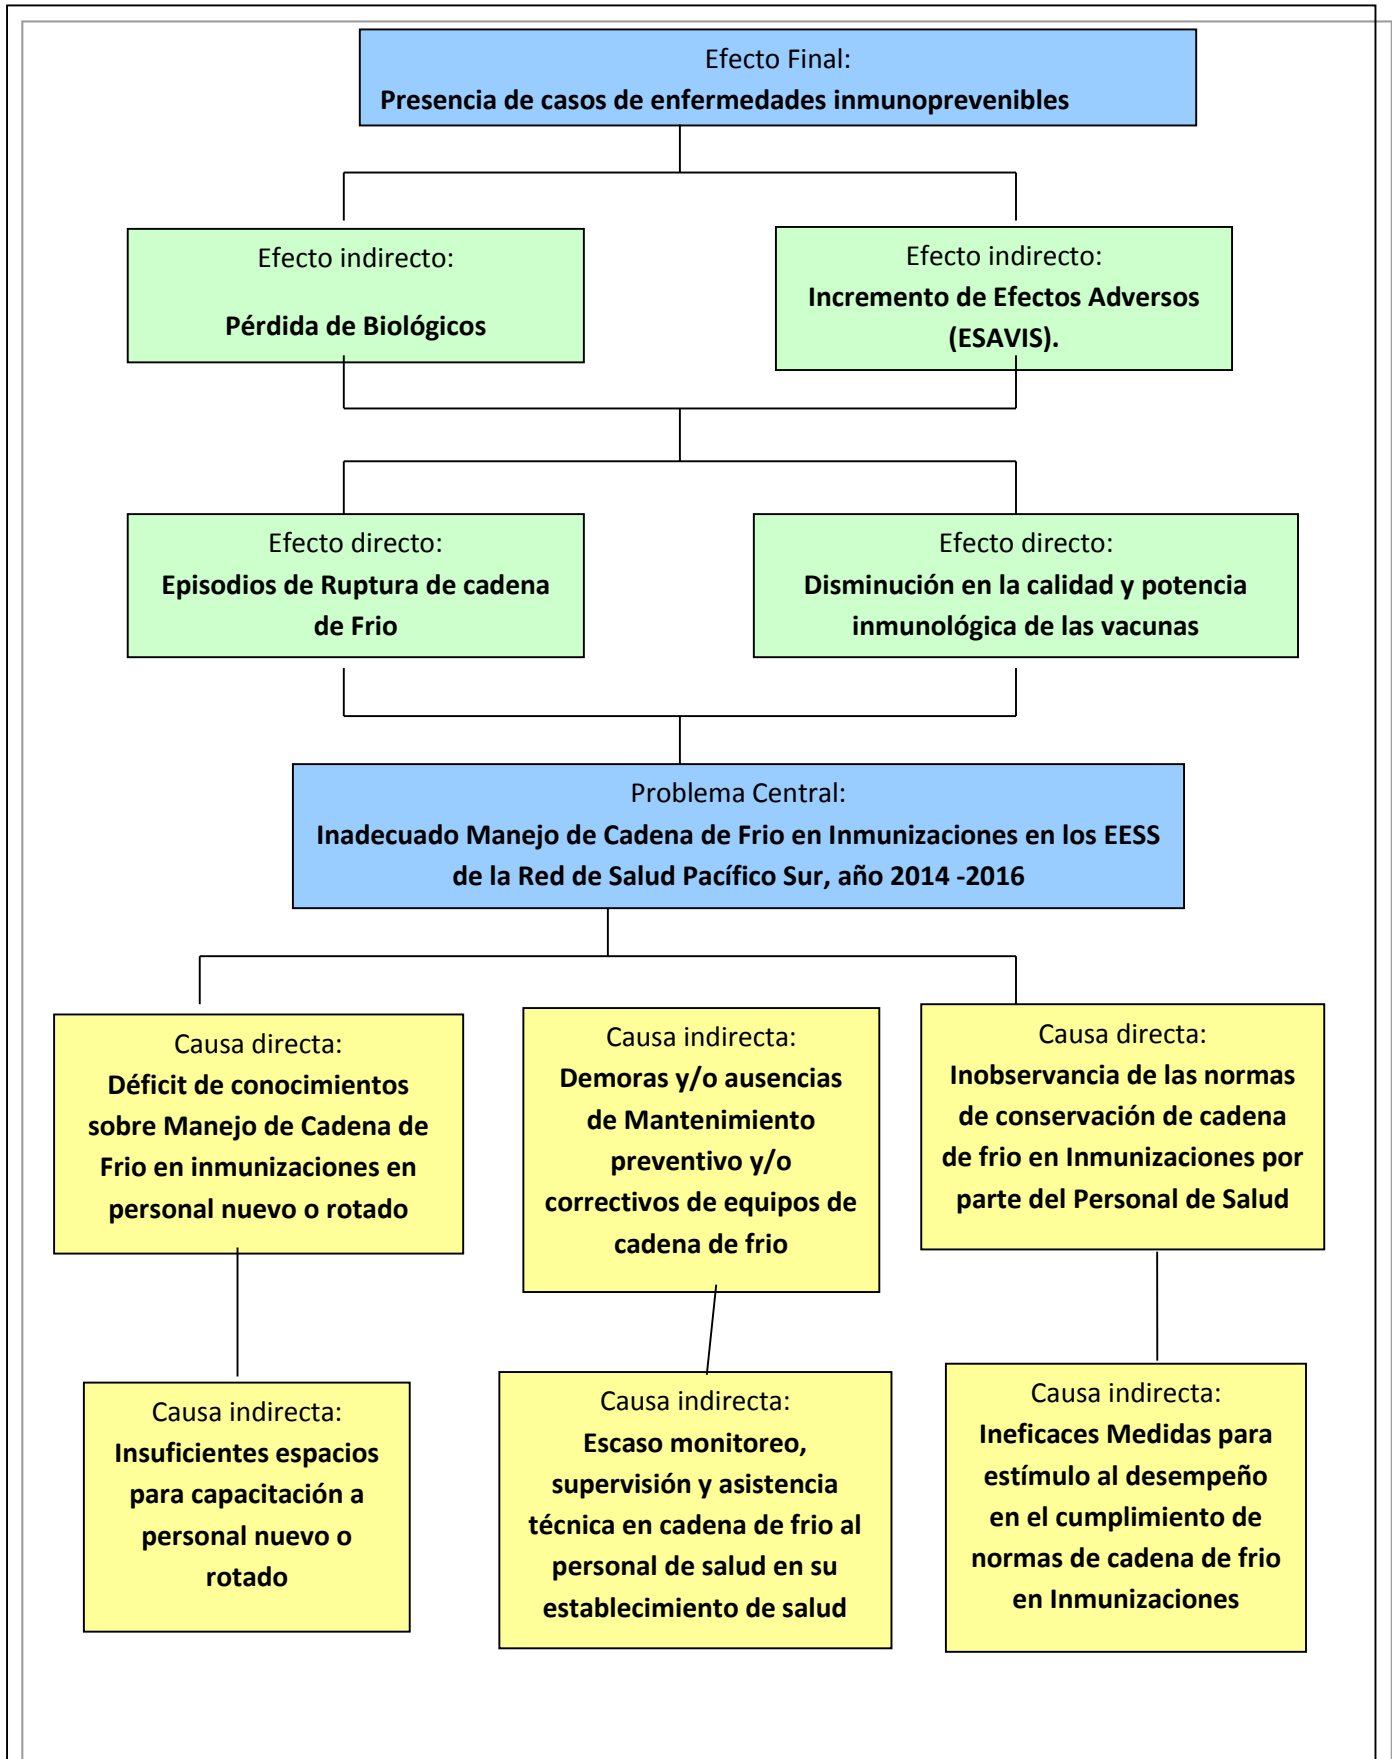 Efecto Final:
Presencia de casos de enfermedades inmunoprevenibles
Efecto indirecto:
Pérdida de Biológicos
Efecto indirecto:
Incremento de Efectos Adversos
(ESAVIS).
Efecto directo:
Episodios de Ruptura de cadena
de Frio
Efecto directo:
Disminución en la calidad y potencia
inmunológica de las vacunas
Problema Central:
Inadecuado Manejo de Cadena de Frio en Inmunizaciones en los EESS
de la Red de Salud Pacífico Sur, año 2014 -2016
Causa directa:
Déficit de conocimientos
sobre Manejo de Cadena de
Frio en inmunizaciones en
personal nuevo o rotado
Causa indirecta:
Demoras y/o ausencias
de Mantenimiento
preventivo y/o
correctivos de equipos de
cadena de frio
Causa directa:
Inobservancia de las normas
de conservación de cadena
de frio en Inmunizaciones por
parte del Personal de Salud
Causa indirecta:
Insuficientes espacios
para capacitación a
personal nuevo o
rotado
Causa indirecta:
Escaso monitoreo,
supervisión y asistencia
técnica en cadena de frio al
personal de salud en su
establecimiento de salud
Causa indirecta:
Ineficaces Medidas para
estímulo al desempeño
en el cumplimiento de
normas de cadena de frio
en Inmunizaciones